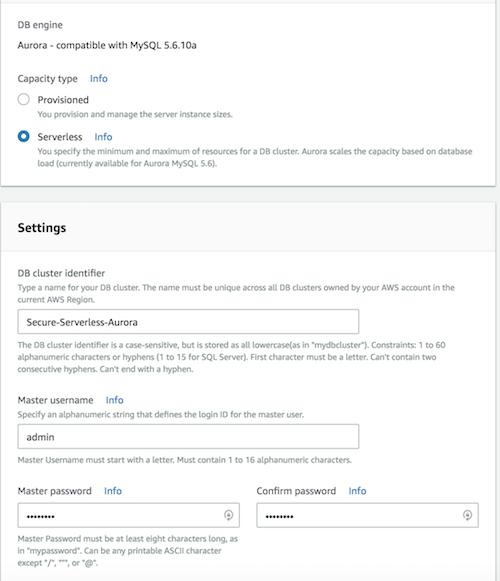 DB engine
Aurora - compatible with MySQL 5.6.10a
Capacity type Info
Provisioned
You provision and manage the server instance sizes.
Serverless Info
You specify the minimum and maximum of resources for a DB cluster. Aurora scales the capacity based on database
load (currently available for Aurora MySQL 5.6).
Settings
DB cluster identifier
Type a name for your DB cluster. The name must be unique across all DB clusters owned by your AWS account in the
current AWS Region.
Secure-Serverless-Aurora
The DB cluster identifier is a case-sensitive, but is stored as all lowercase(as in "mydbcluster"). Constraints: 1 to 60
alphanumeric characters or hyphens (1 to 15 for SQL Server). First character must be a letter. Can't contain two
consecutive hyphens. Can't end with a hyphen.
Master username Info
Specify an alphanumeric string that defines the login ID for the master user.
admin
Master Username must start with a letter. Must contain 1 to 16 alphanumeric characters.
Master password Info Confirm password Info
•••••••• ••••••••
Master Password must be at least eight characters long, as
in "mypassword". Can be any printable ASCII character
except "/", """, or "@".